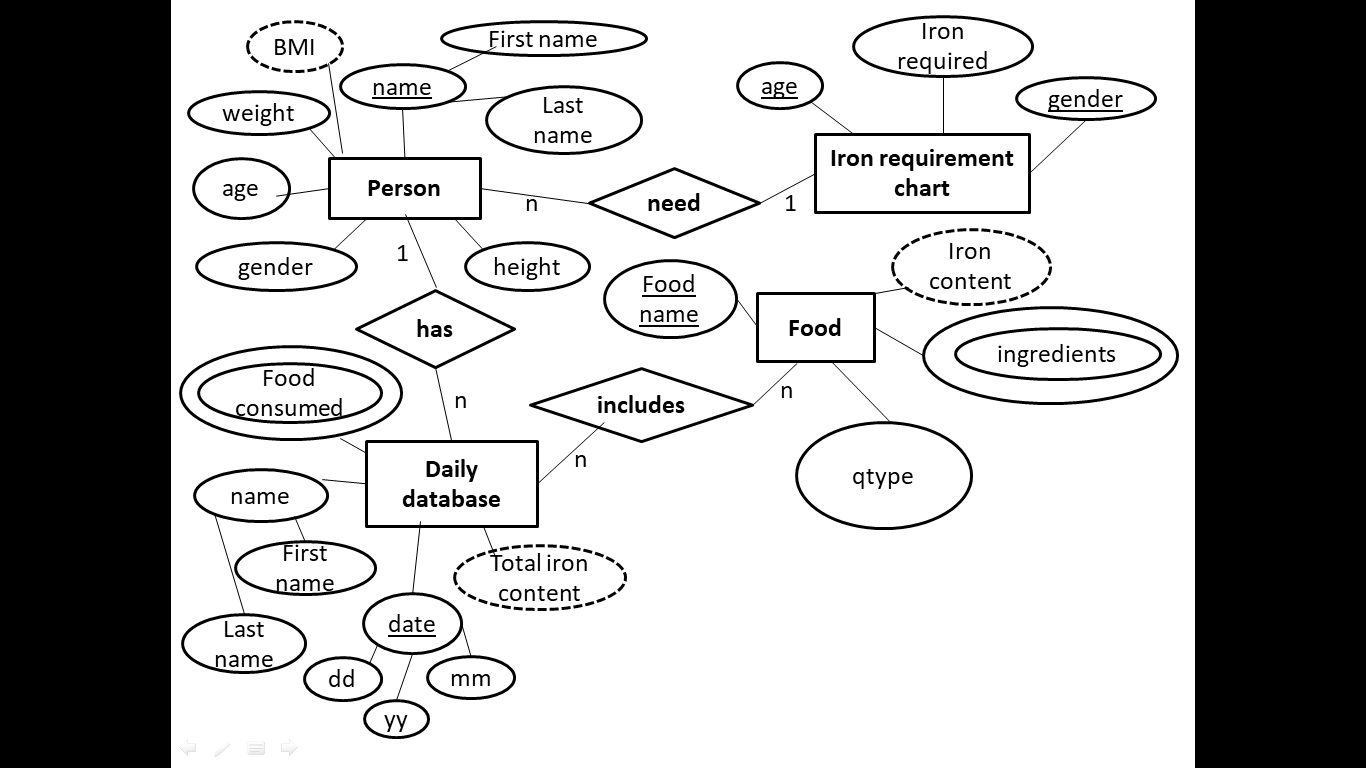 BMI
First name
name
weight
Last
name
age
Person
gender
height
n
need
1
Iron
required
age
gender
Iron requirement
chart
1
has
n
Iron
content
Food
name
Food
ingredients
qtype
includes
n
n
Food
consumed
Daily
database
name
First
name
Last
name
Total iron
content
date
dd
mm
yy